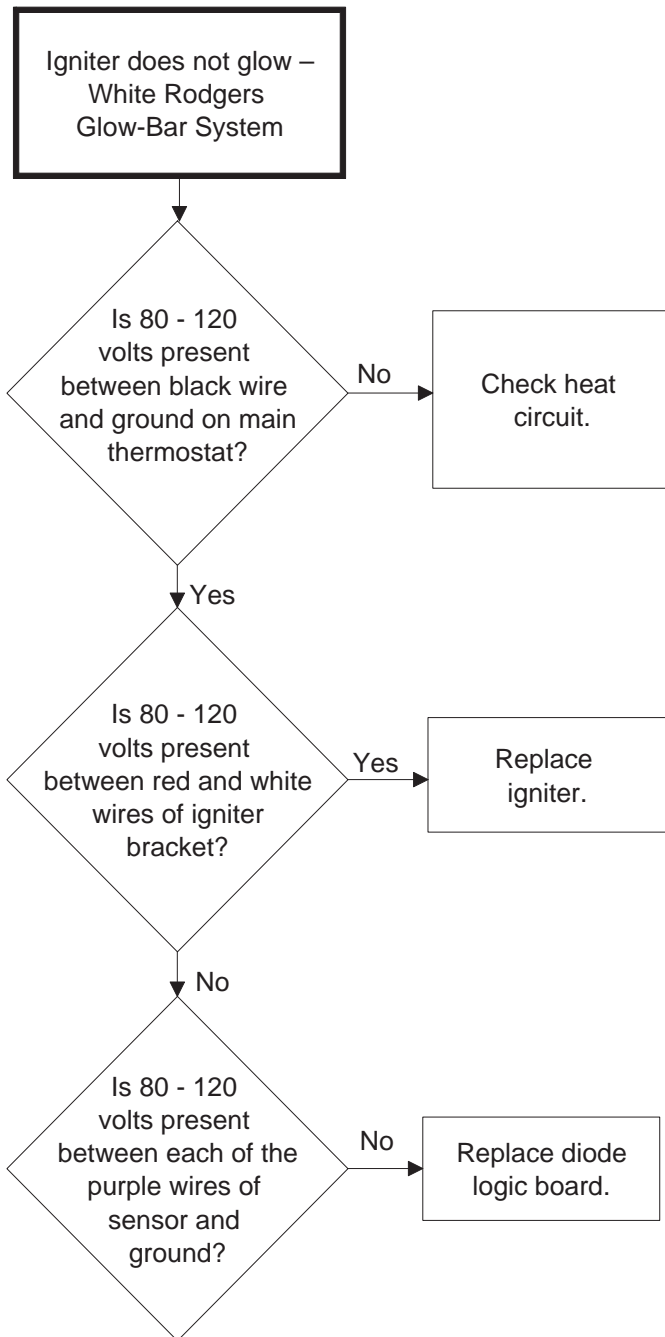 Igniter does not glow –
White Rodgers
Glow-Bar System
Is 80 - 120
volts present
between black wire
and ground on main
thermostat?
No
Check heat
circuit.
Yes
Is 80 - 120
volts present
between red and white
wires of igniter
bracket?
Yes
Replace
igniter.
No
Is 80 - 120
volts present
between each of the
purple wires of
sensor and
ground?
No
Replace diode
logic board.